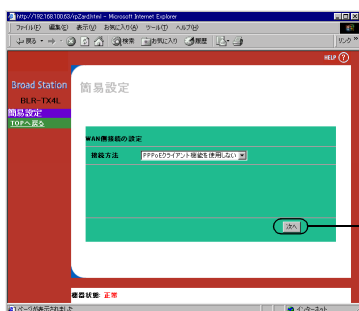 http://192.168.100.63/rpZard.html - Microsoft Internet Explorer
ファイル(F) 編集(E) 表示(V) お気に入り(A) ツール(T) ヘルプ(H)
戻る 検索 お気に入り 履歴 リンク
HELP ?
Broad Station
BLR-TX4L
簡易設定
TOPへ戻る
簡易設定
WAN側接続の設定
接続方法 PPPoEクライアント機能を使用しない
次へ
機器状態: 正常
ページが表示されました インターネット